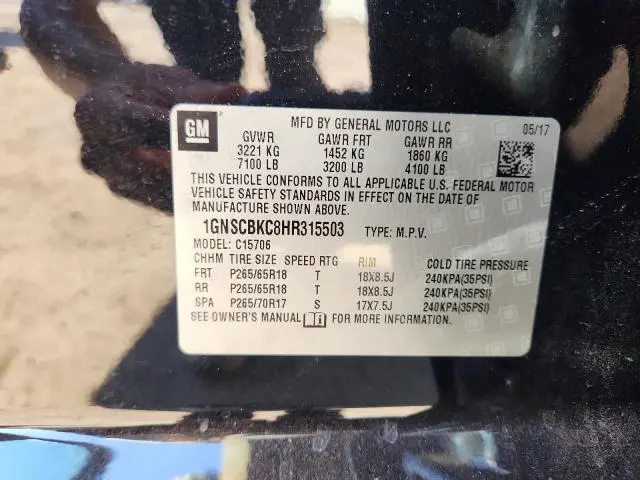 GM
MFD BY GENERAL MOTORS LLC 05/17
GVWR GAWR FRT GAWR RR
3221 KG 1452 KG 1860 KG
7100 LB 3200 LB 4100 LB
THIS VEHICLE CONFORMS TO ALL APPLICABLE U.S. FEDERAL MOTOR
VEHICLE SAFETY STANDARDS IN EFFECT ON THE DATE OF
MANUFACTURE SHOWN ABOVE.
1GNSCBKC8HR315503 TYPE: M.P.V.
MODEL: C15706
CHHM TIRE SIZE SPEED RTG RIM COLD TIRE PRESSURE
FRT P265/65R18 T 18X8.5J 240KPA(35PSI)
RR P265/65R18 T 18X8.5J 240KPA(35PSI)
SPA P265/70R17 S 17X7.5J 240KPA(35PSI)
SEE OWNER'S MANUAL FOR MORE INFORMATION.